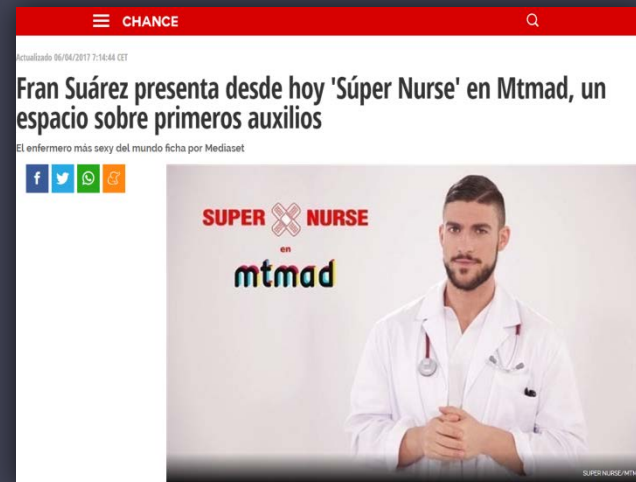 CHANCE
Actualizado 06/04/2017 7:14:44 CET
Fran Suárez presenta desde hoy 'Súper Nurse' en Mtmad, un
espacio sobre primeros auxilios
El enfermero más sexy del mundo ficha por Mediaset
SUPER NURSE
en
mtmad
SUPER NURSE/MTM